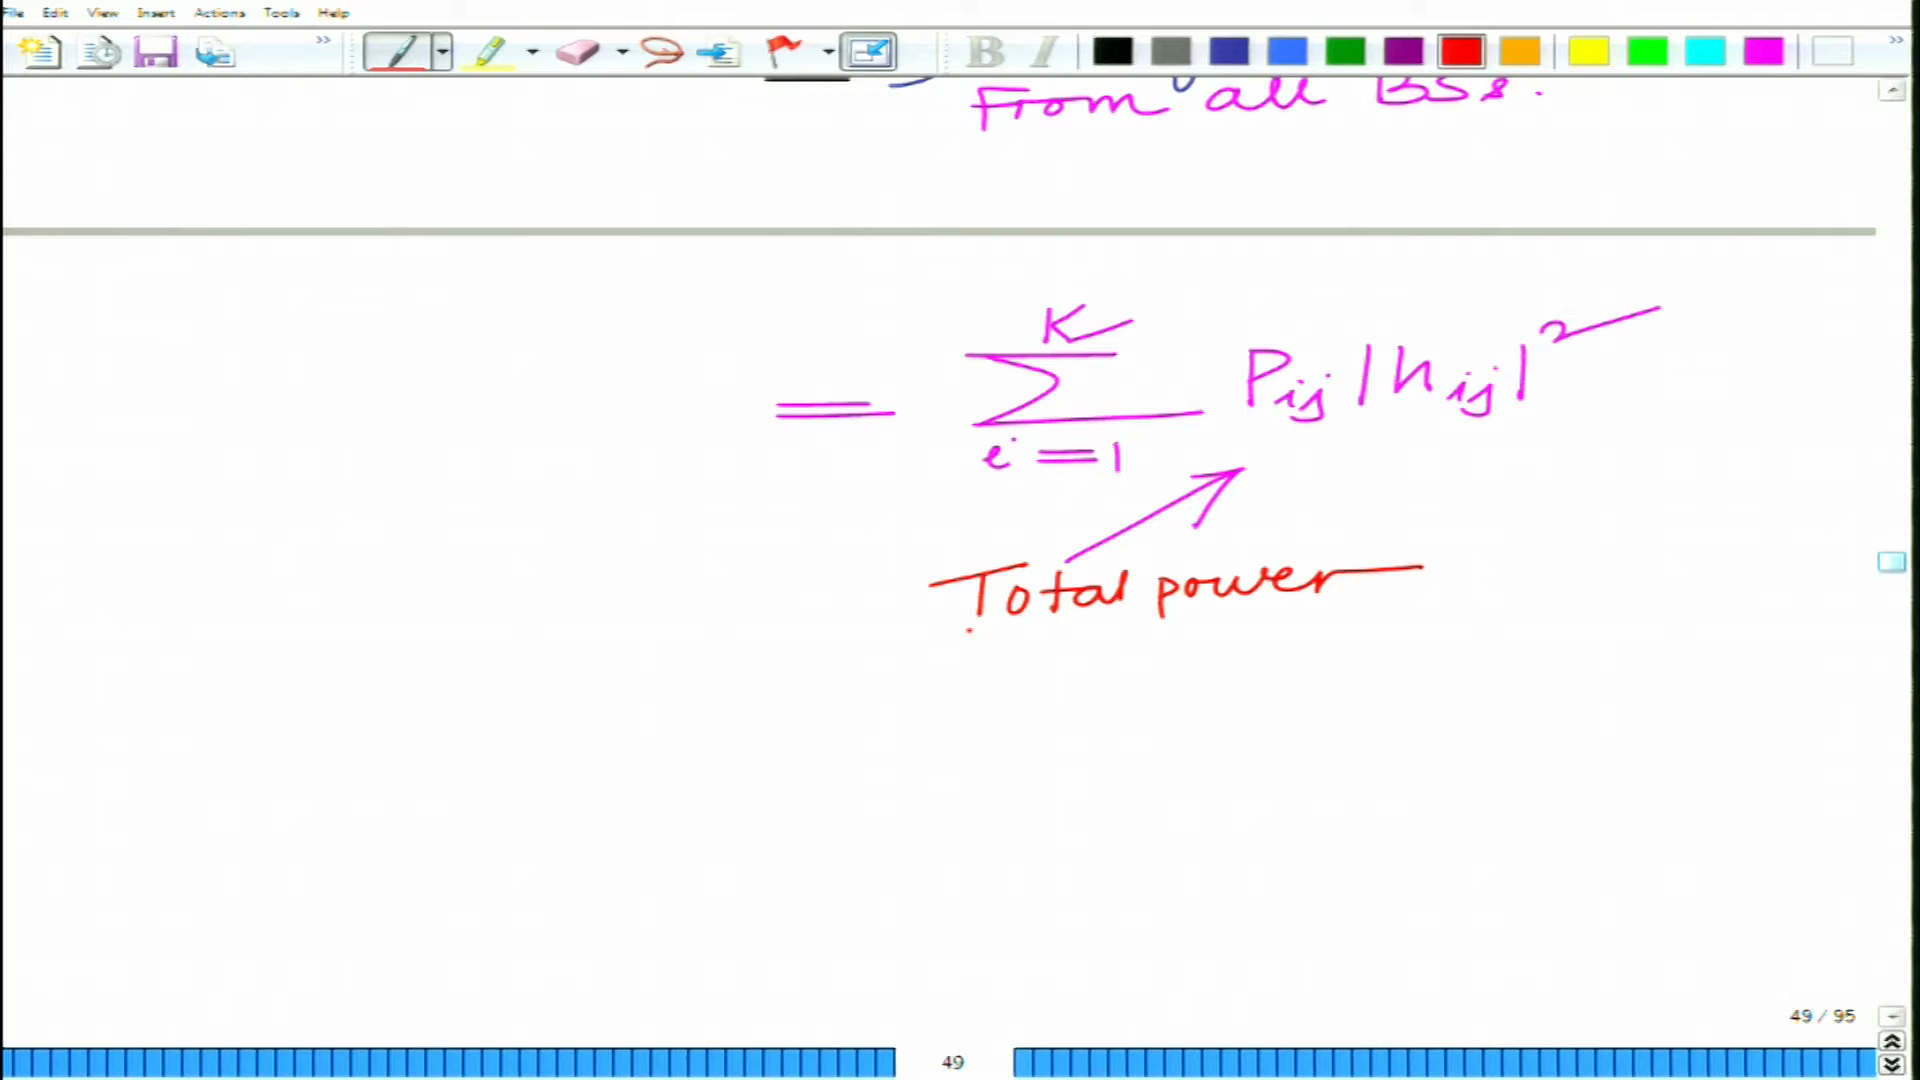 File Edit View Insert Actions Tools Help
B I
From all BSs.
= K ∑ i=1 Pij |hij|²
Total power
49 / 95
49